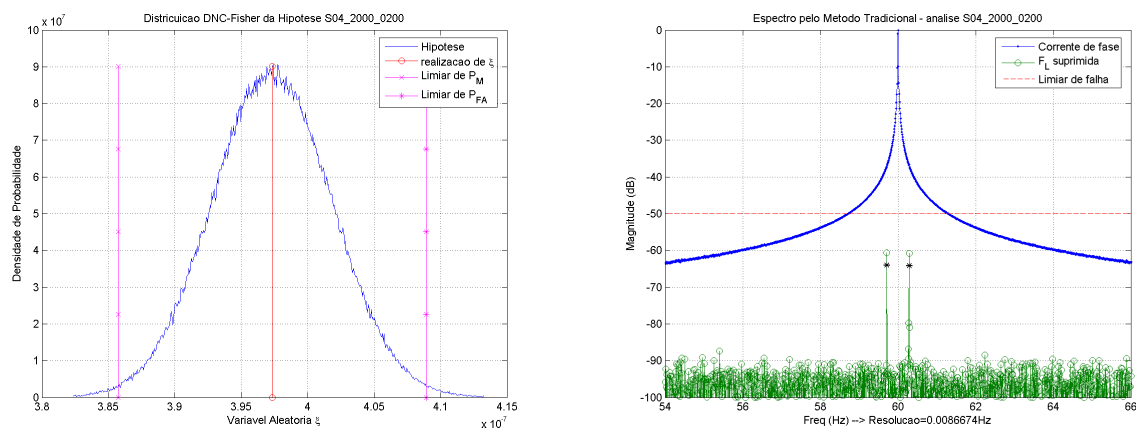 Districuicao DNC-Fisher da Hipotese S04_2000_0200
x 10^7
10
9
8
7
6
5
4
3
2
1
0
Densidade de Probabilidade
Hipotese
realizacao de ξ
Limiar de P_M
Limiar de P_FA
3.8 3.85 3.9 3.95 4 4.05 4.1 4.15
x 10^-7
Variavel Aleatoria ξ
Espectro pelo Metodo Tradicional - analise S04_2000_0200
0
-10
-20
-30
-40
-50
-60
-70
-80
-90
-100
Magnitude (dB)
Corrente de fase
F_L suprimida
Limiar de falha
54 56 58 60 62 64 66
Freq (Hz) --> Resolucao=0.0086674Hz